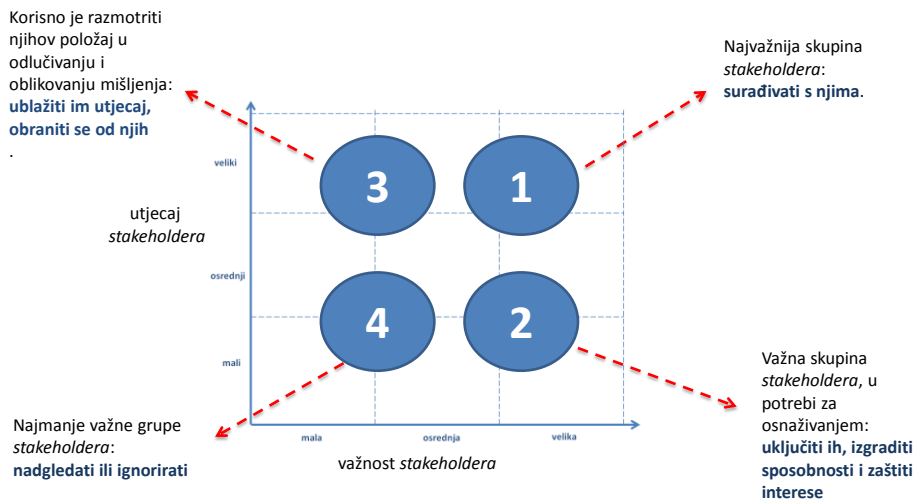 Korisno je razmotriti
njihov položaj u
odlučivanju i
oblikovanju mišljenja:
ublažiti im utjecaj,
obraniti se od njih
.
Najvažnija skupina
stakeholdera:
surađivati s njima.
veliki
3
1
utjecaj
stakeholdera
osrednji
4
2
mali
Važna skupina
stakeholdera, u
potrebi za
osnaživanjem:
uključiti ih, izgraditi
sposobnosti i zaštiti
interese
Najmanje važne grupe
stakeholdera:
nadgledati ili ignorirati
mala
osrednja
velika
važnost stakeholdera